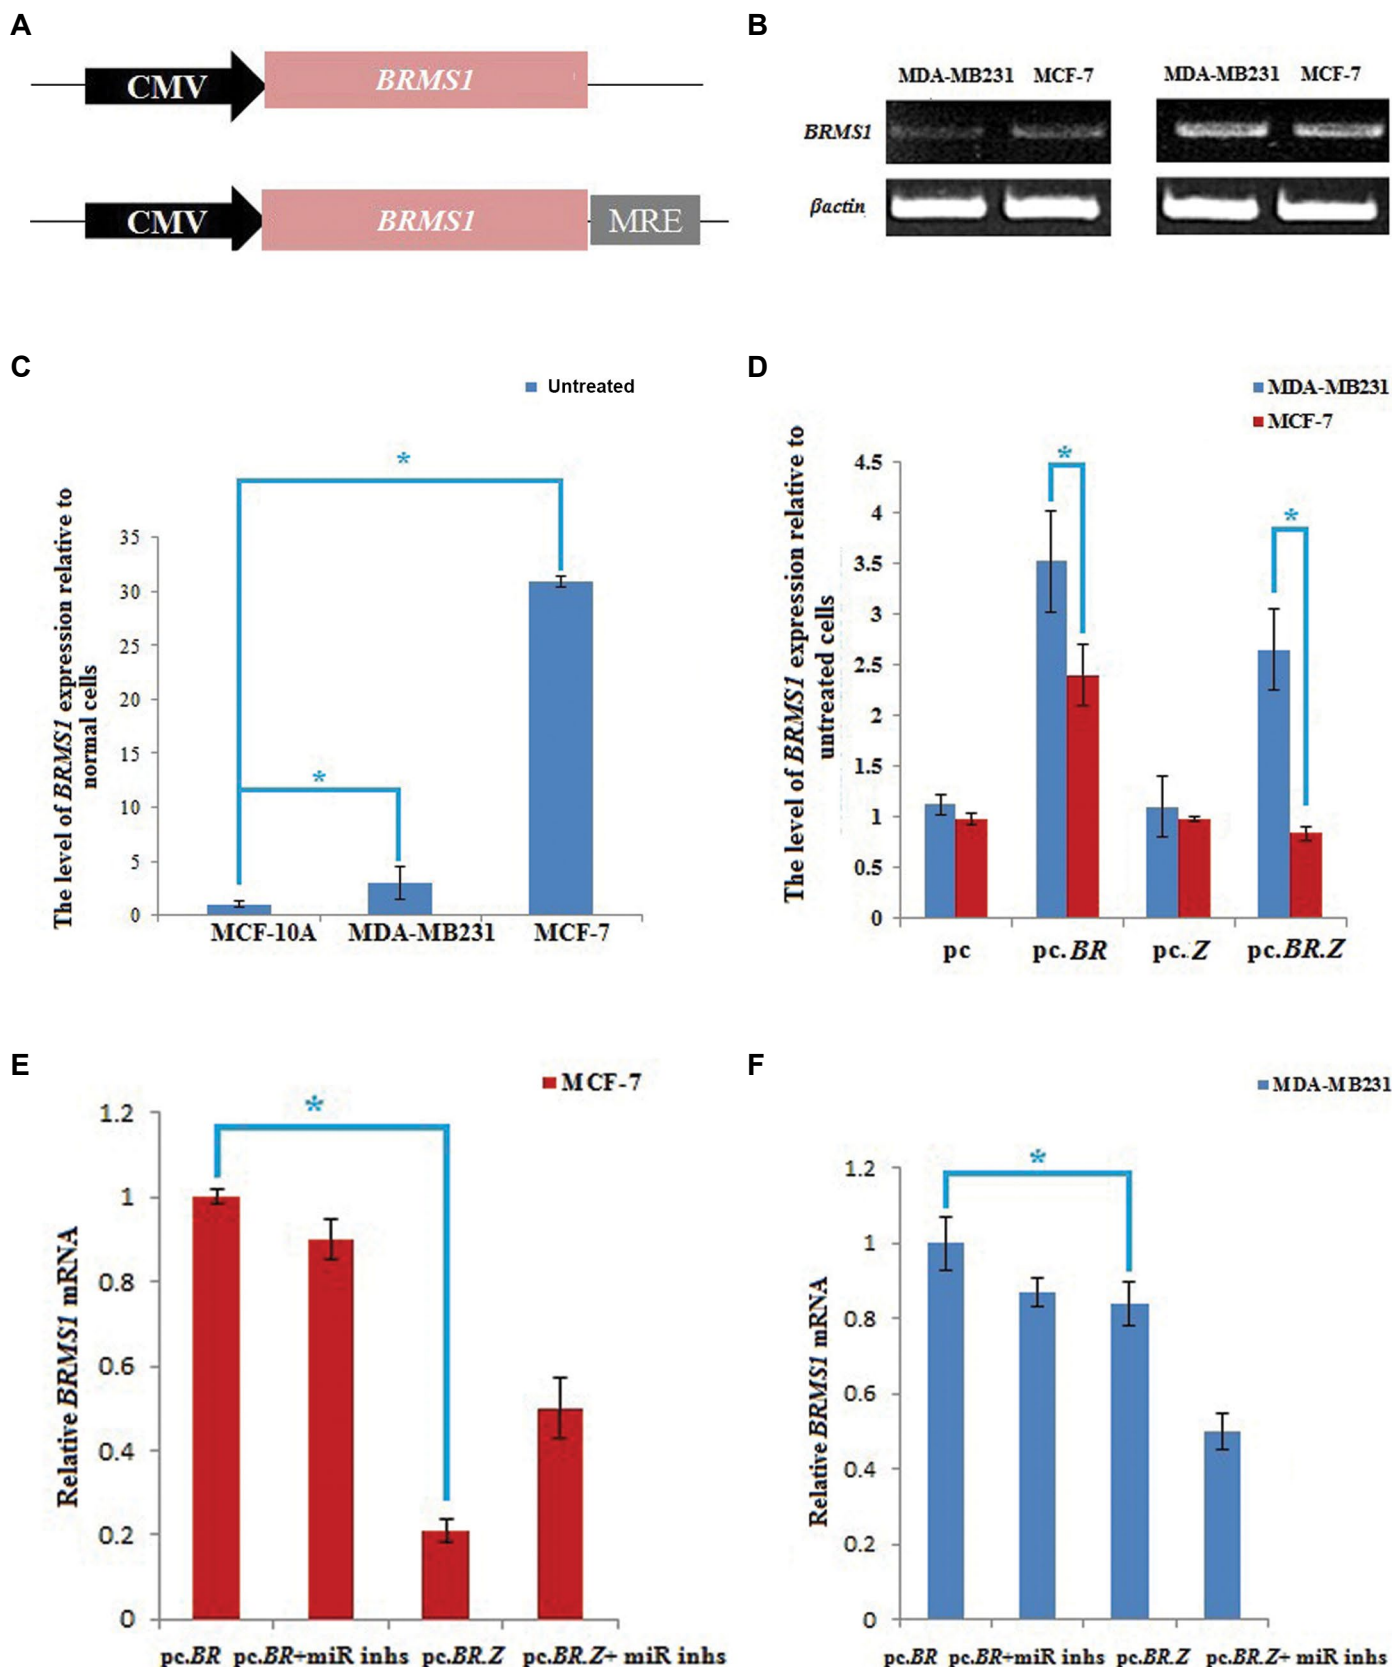 A
CMV
BRMS1
CMV
BRMS1
MRE
B
MDA-MB231 MCF-7
MDA-MB231 MCF-7
BRMS1
βactin
C
Untreated
The level of BRMS1 expression relative to
normal cells
*
*
35
30
25
20
15
10
5
0
MCF-10A MDA-MB231 MCF-7
D
MDA-MB231
MCF-7
The level of BRMS1 expression relative to
untreated cells
*
*
4.5
4
3.5
3
2.5
2
1.5
1
0.5
0
pc pc.BR pc.Z pc.BR.Z
E
MCF-7
Relative BRMS1 mRNA
*
1.2
1
0.8
0.6
0.4
0.2
0
pc.BR pc.BR+miR inhs pc.BR.Z pc.BR.Z+ miR inhs
F
MDA-MB231
Relative BRMS1 mRNA
*
1.2
1
0.8
0.6
0.4
0.2
0
pc.BR pc.BR+miR inhs pc.BR.Z pc.BR.Z+ miR inhs